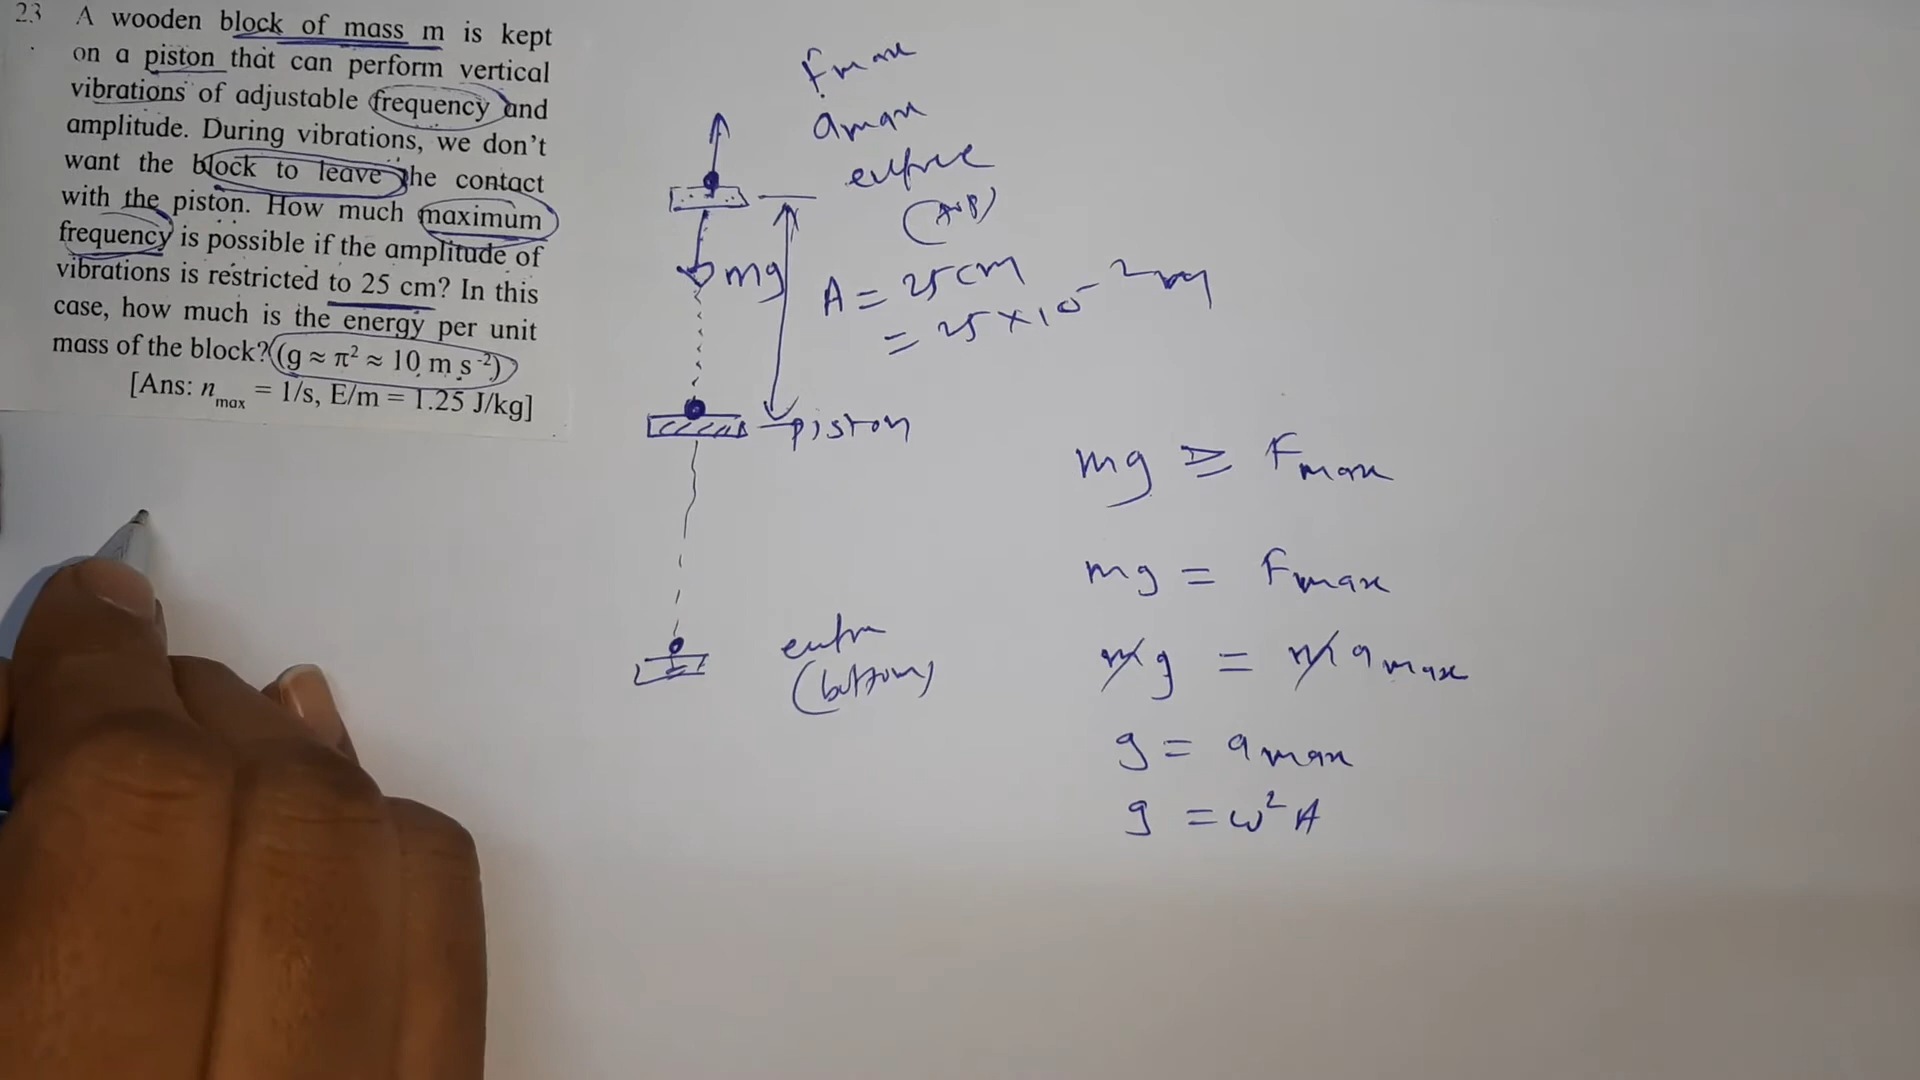 23 A wooden block of mass m is kept
on a piston that can perform vertical
vibrations of adjustable frequency and
amplitude. During vibrations, we don't
want the block to leave the contact
with the piston. How much maximum
frequency is possible if the amplitude of
vibrations is restricted to 25 cm? In this
case, how much is the energy per unit
mass of the block? (g ≈ π² ≈ 10 m s⁻²)
[Ans: n max = 1/s, E/m = 1.25 J/kg]
Fmax
amax
mg
A = 25 cm
= 25 × 10⁻² m
piston
(bottom)
mg ≥ Fmax
mg = Fmax
mg = m amax
g = amax
g = ω² A